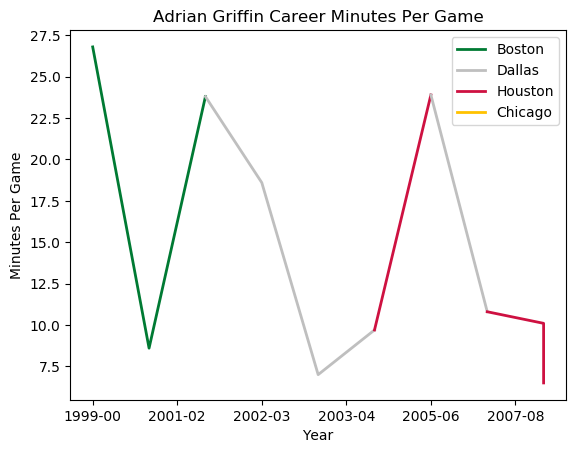 Adrian Griffin Career Minutes Per Game
27.5
25.0
22.5
20.0
17.5
15.0
12.5
10.0
7.5
Minutes Per Game
Boston
Dallas
Houston
Chicago
1999-00 2001-02 2002-03 2003-04 2005-06 2007-08
Year